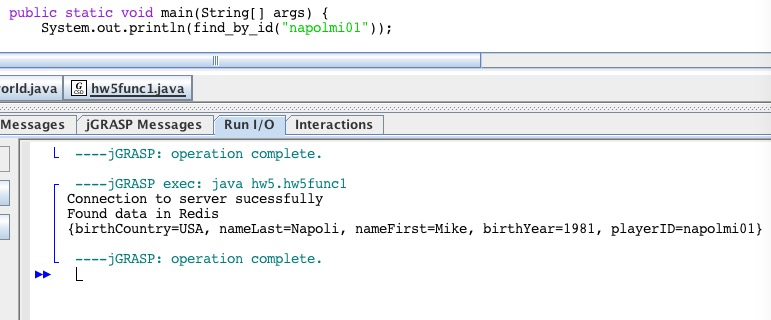 public static void main(String[] args) {
System.out.println(find_by_id("napolmi01"));
orld.java hw5func1.java
Messages jGRASP Messages Run I/O Interactions
----jGRASP: operation complete.
----jGRASP exec: java hw5.hw5func1
Connection to server sucessfully
Found data in Redis
{birthCountry=USA, nameLast=Napoli, nameFirst=Mike, birthYear=1981, playerID=napolmi01}
----jGRASP: operation complete.